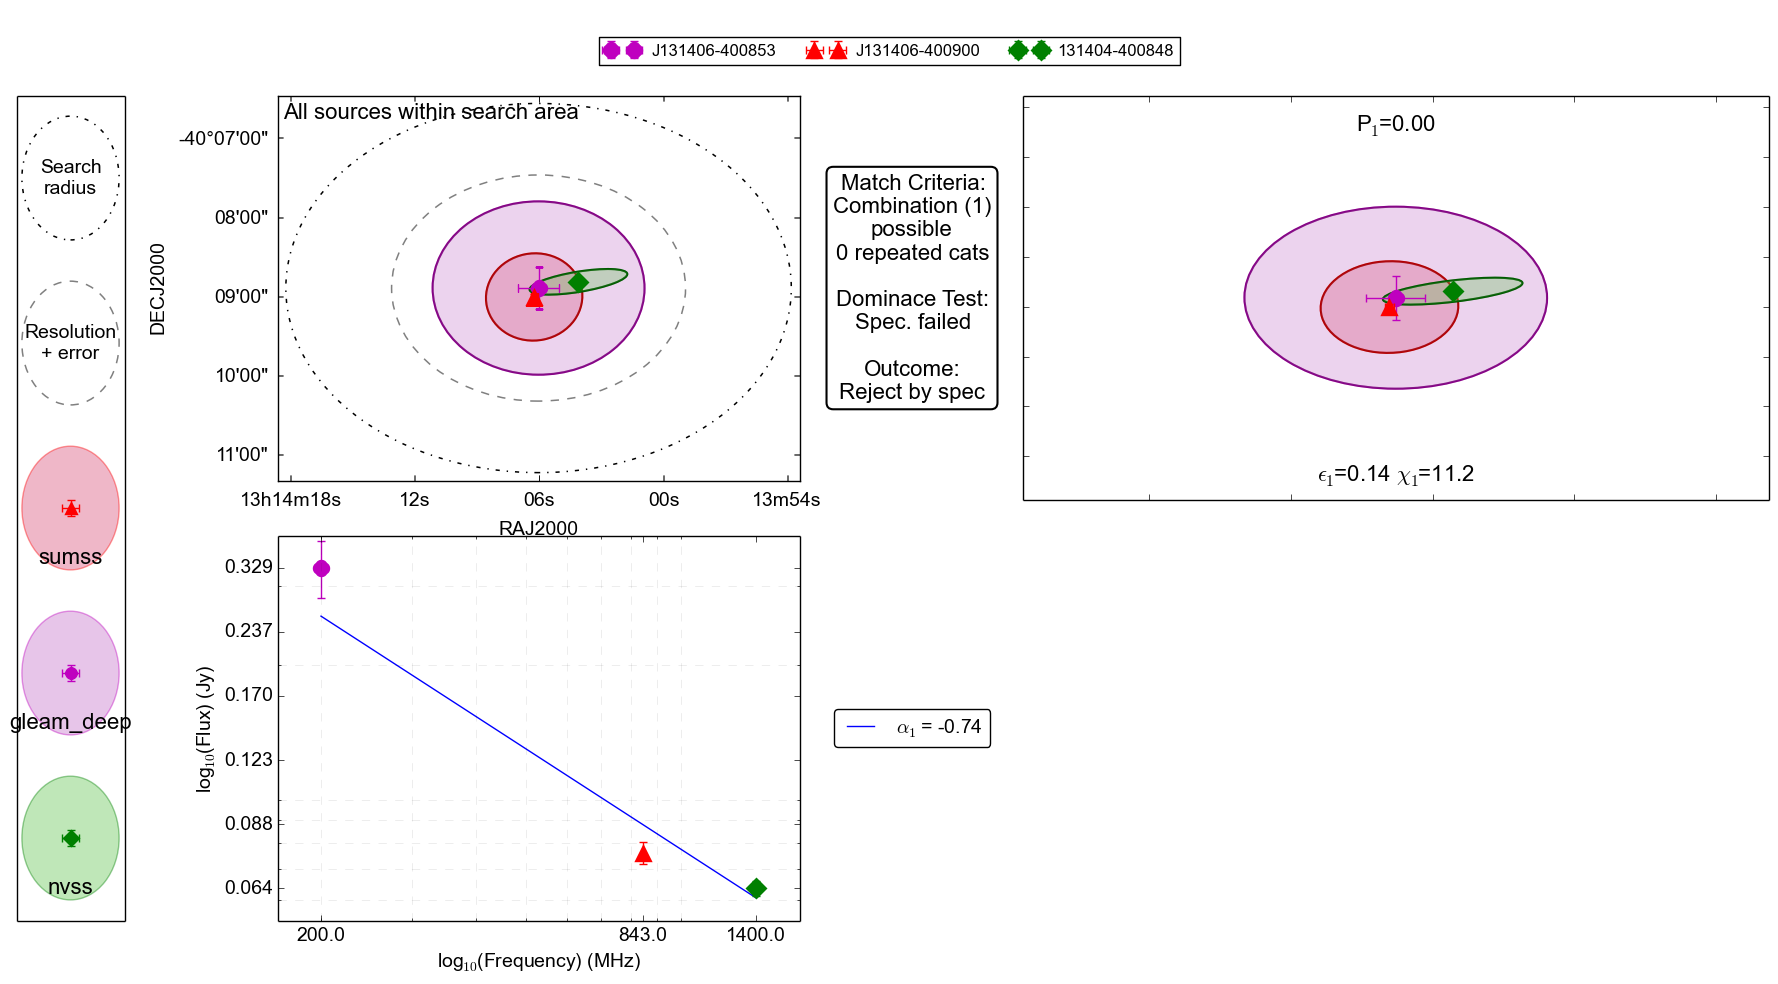 J131406-400853 J131406-400900 131404-400848
Search
radius
Resolution
+ error
sumss
gleam_deep
nvss
All sources within search area
DECJ2000
-40°07'00"
08'00"
09'00"
10'00"
11'00"
13h14m18s 12s 06s 00s 13m54s
RAJ2000
Match Criteria:
Combination (1)
possible
0 repeated cats
Dominace Test:
Spec. failed
Outcome:
Reject by spec
P₁=0.00
ϵ₁=0.14 χ₁=11.2
log₁₀(Flux) (Jy)
0.329
0.237
0.170
0.123
0.088
0.064
200.0 843.0 1400.0
log₁₀(Frequency) (MHz)
α₁ = -0.74